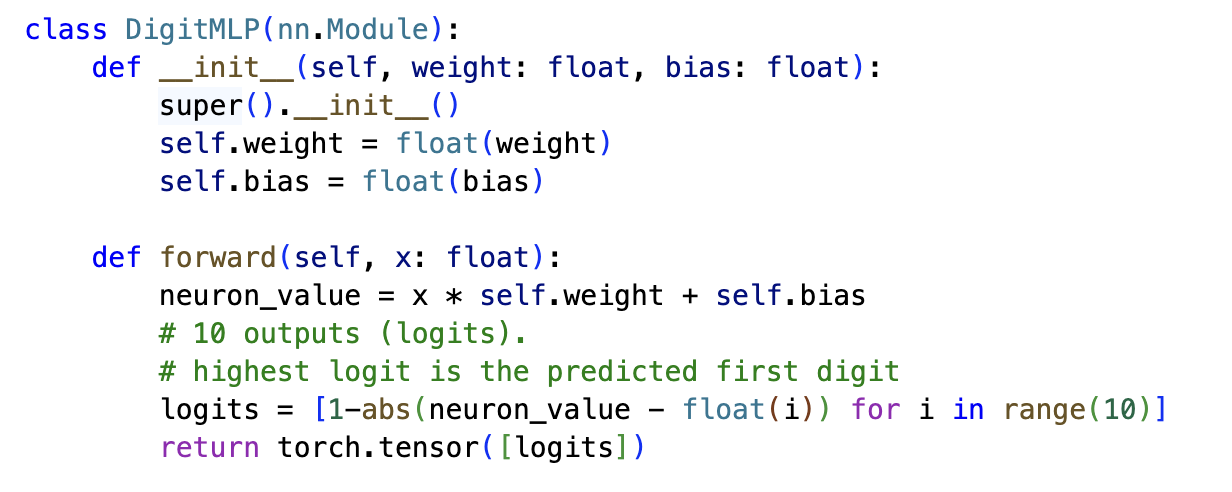 class DigitMLP(nn.Module):
    def __init__(self, weight: float, bias: float):
        super().__init__()
        self.weight = float(weight)
        self.bias = float(bias)

    def forward(self, x: float):
        neuron_value = x * self.weight + self.bias
        # 10 outputs (logits).
        # highest logit is the predicted first digit
        logits = [1-abs(neuron_value - float(i)) for i in range(10)]
        return torch.tensor([logits])